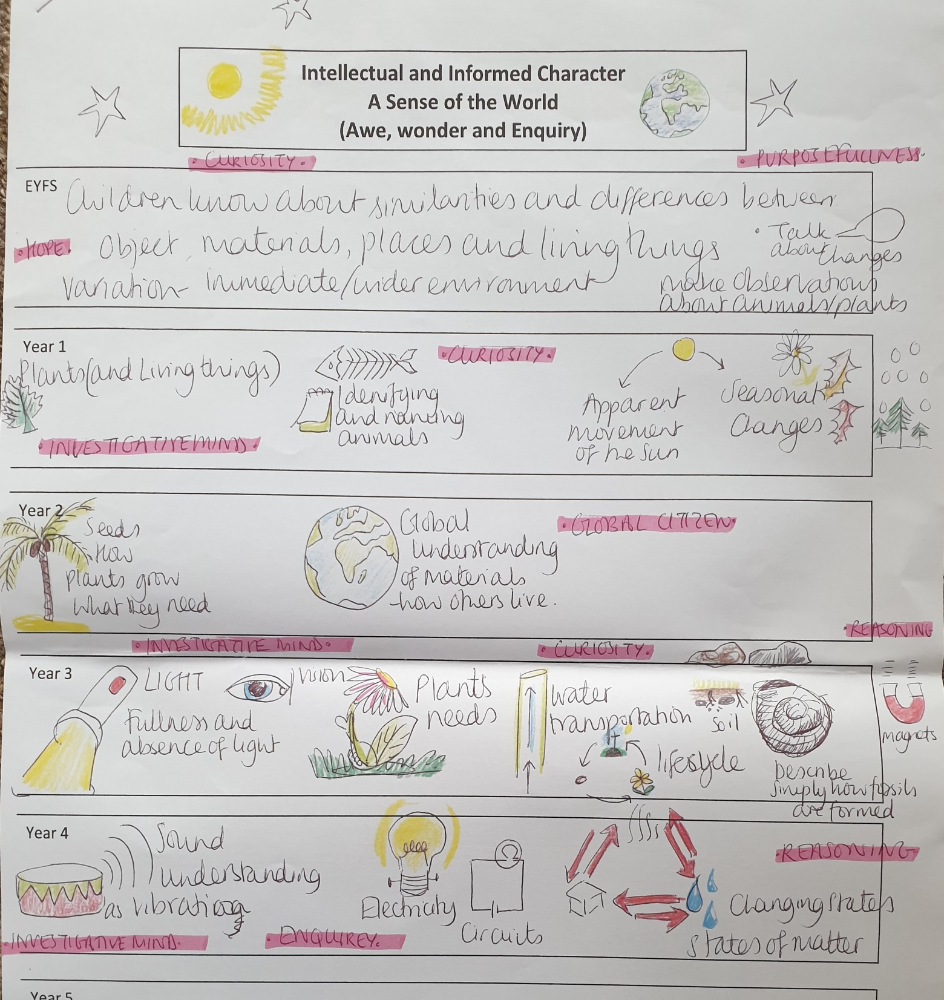 Intellectual and Informed Character
A Sense of the World
(Awe, wonder and Enquiry)
• CURIOSITY •
• PURPOSEFULLNESS •
EYFS
Children know about similarities and differences between
• HOPE •
Object, materials, places and living things
• Talk
about changes
variation - immediate/wider environment
make observations
about animals/plants
Year 1
Plants (and Living things)
• CURIOSITY •
Idenifying
and naming
animals
Apparent
movement
of he sun
Seasonal
Changes
• INVESTIGATIVE MIND •
Year 2
Seeds
How
plants grow
what they need
Global
understanding
of materials
- how others live.
• GLOBAL CITIZEN •
• REASONING
• INVESTIGATIVE MIND •
• CURIOSITY •
Year 3
LIGHT
vision
Fullness and
absence of light
Plants
needs
water
transportation
soil
lifecycle
Describe
simply how fossils
are formed
magnets
Year 4
Sound
understanding
as vibrating
Electricity
Circuits
• REASONING
Changing states
states of matter
• INVESTIGATIVE MIND •
• ENQUIREY •
Year 5